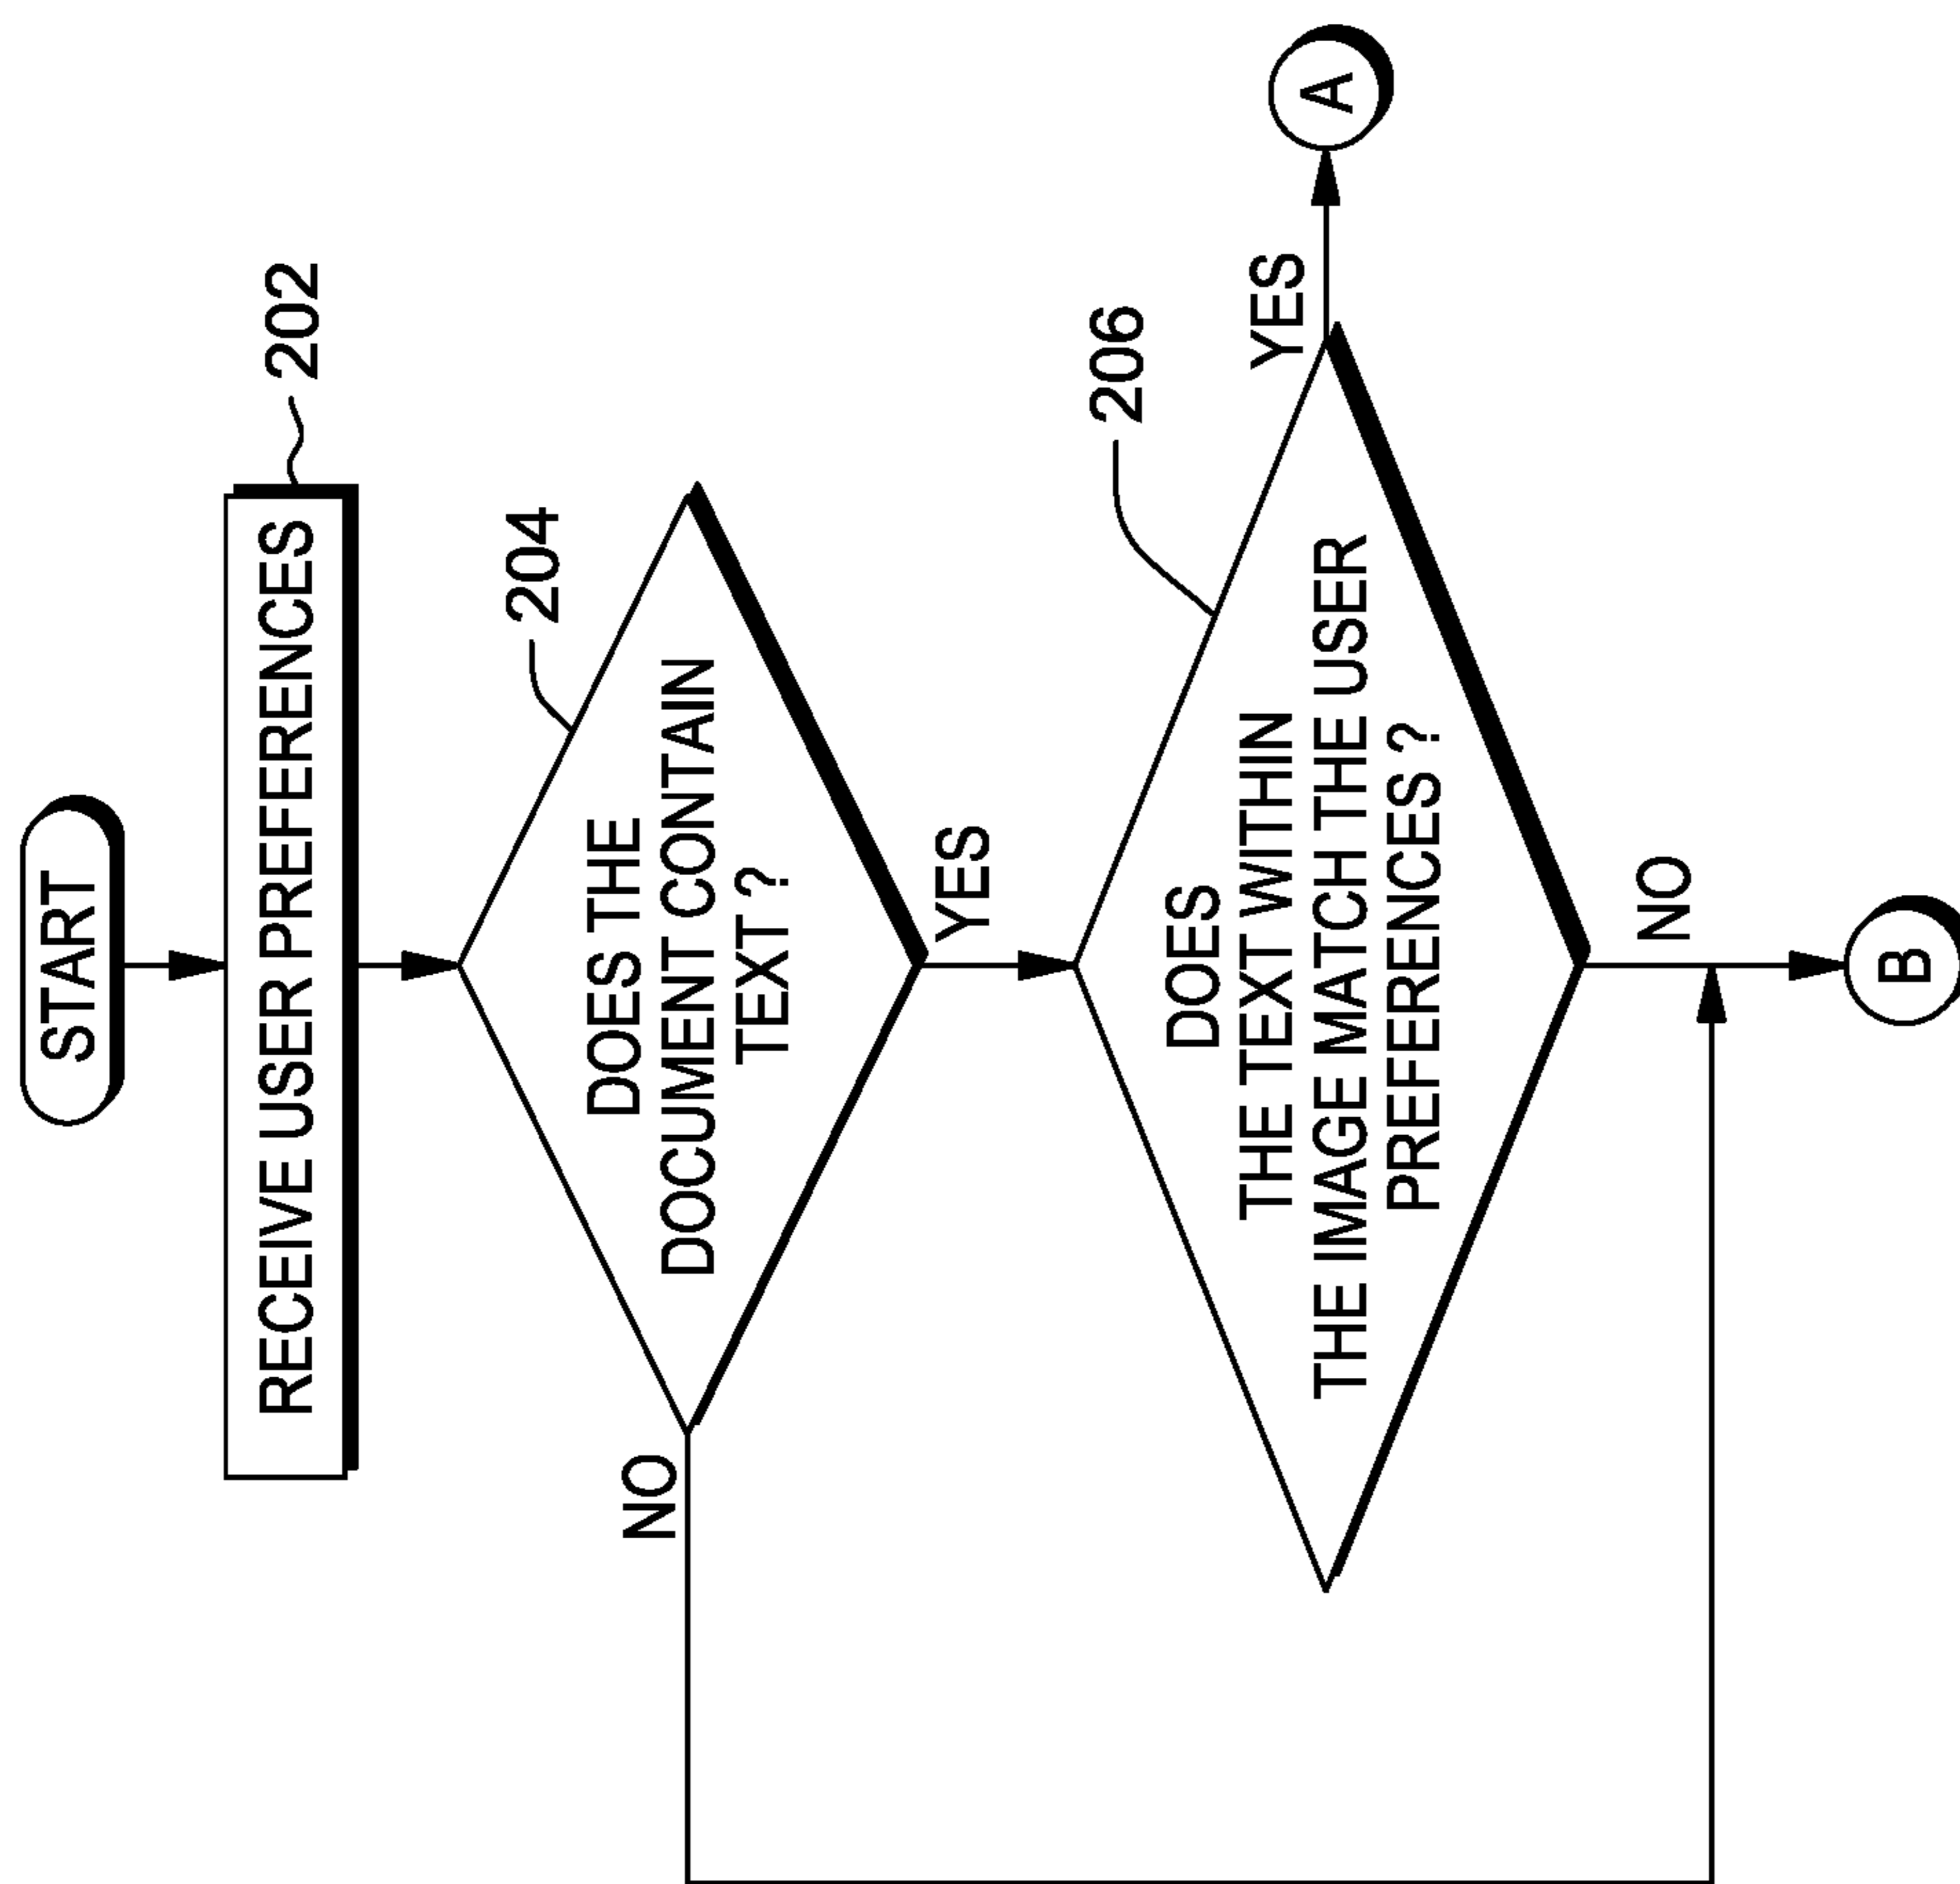 START
RECEIVE USER PREFERENCES
202
204
DOES THE
DOCUMENT CONTAIN
TEXT ?
NO
YES
206
DOES
THE TEXT WITHIN
THE IMAGE MATCH THE USER
PREFERENCES ?
YES
A
NO
B